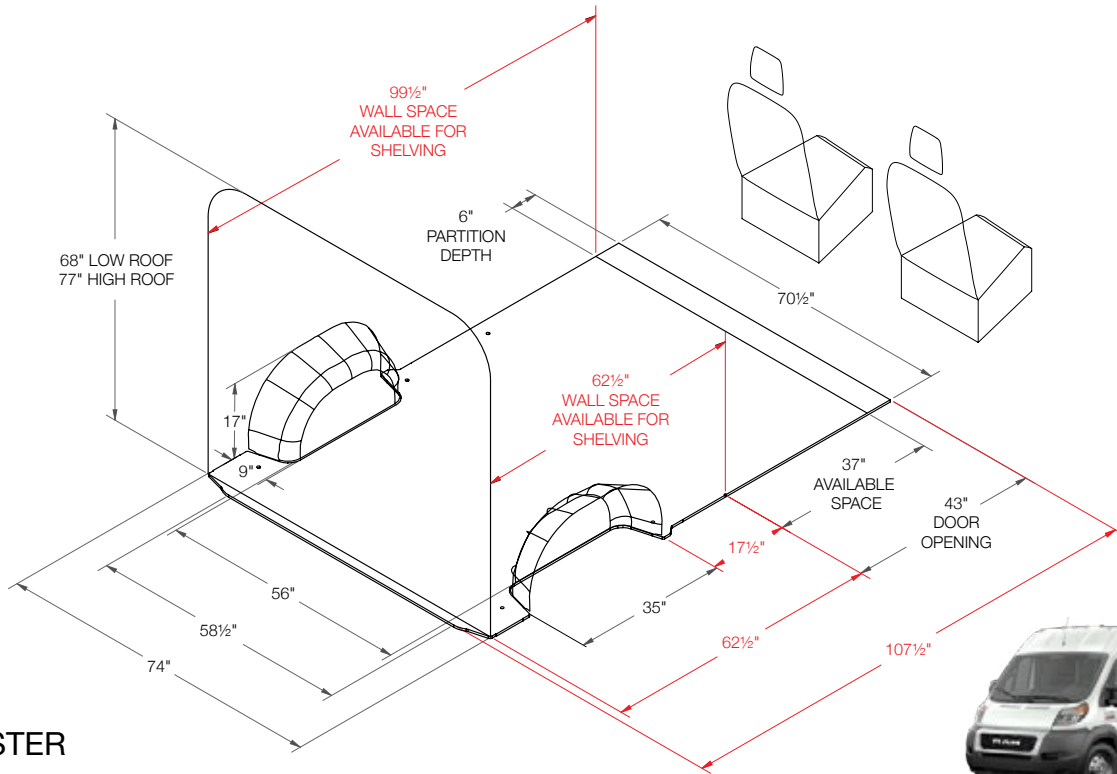 99½"
WALL SPACE
AVAILABLE FOR
SHELVING
6"
PARTITION
DEPTH
68" LOW ROOF
77" HIGH ROOF
70½"
62½"
WALL SPACE
AVAILABLE FOR
SHELVING
17"
9"
37"
AVAILABLE
SPACE
43"
DOOR
OPENING
17½"
56"
35"
58½"
62½"
107½"
74"
STER
RAM